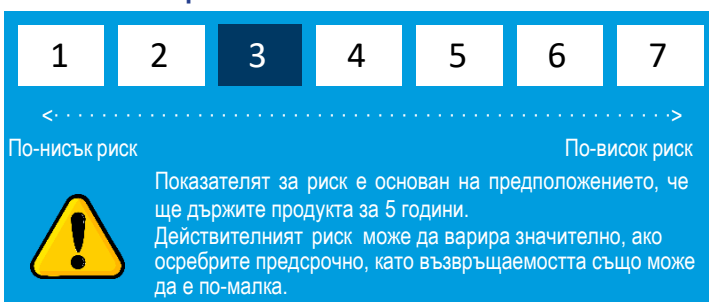 1 2 3 4 5 6 7
По-нисък риск По-висок риск
Показателят за риск е основан на предположението, че
ще държите продукта за 5 години.
Действителният риск може да варира значително, ако
осребрите предсрочно, като възвръщаемостта също може
да е по-малка.